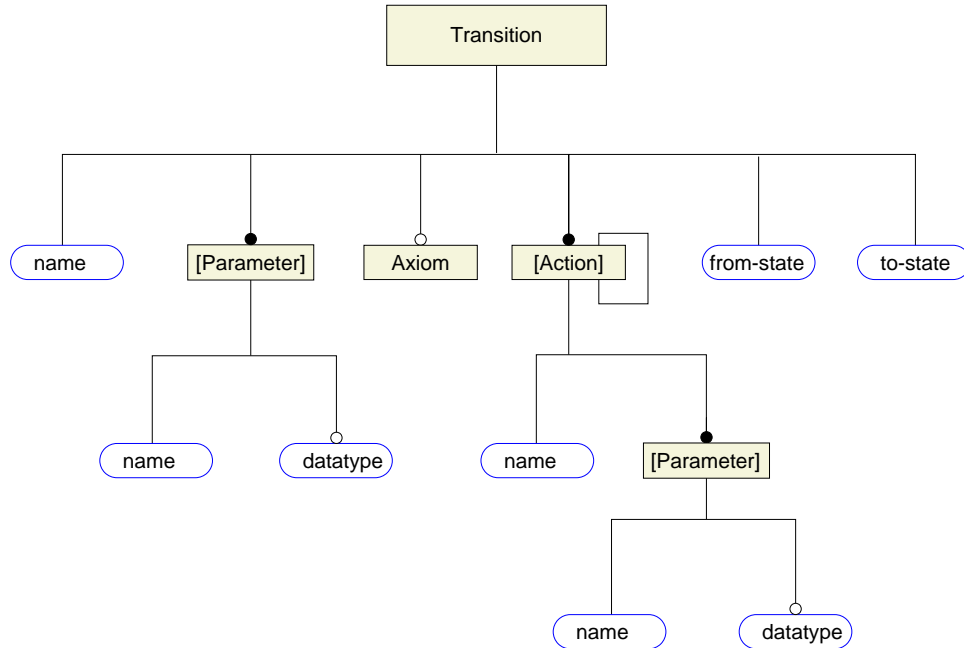 Transition
name
[Parameter]
Axiom
[Action]
from-state
to-state
name
datatype
name
[Parameter]
name
datatype